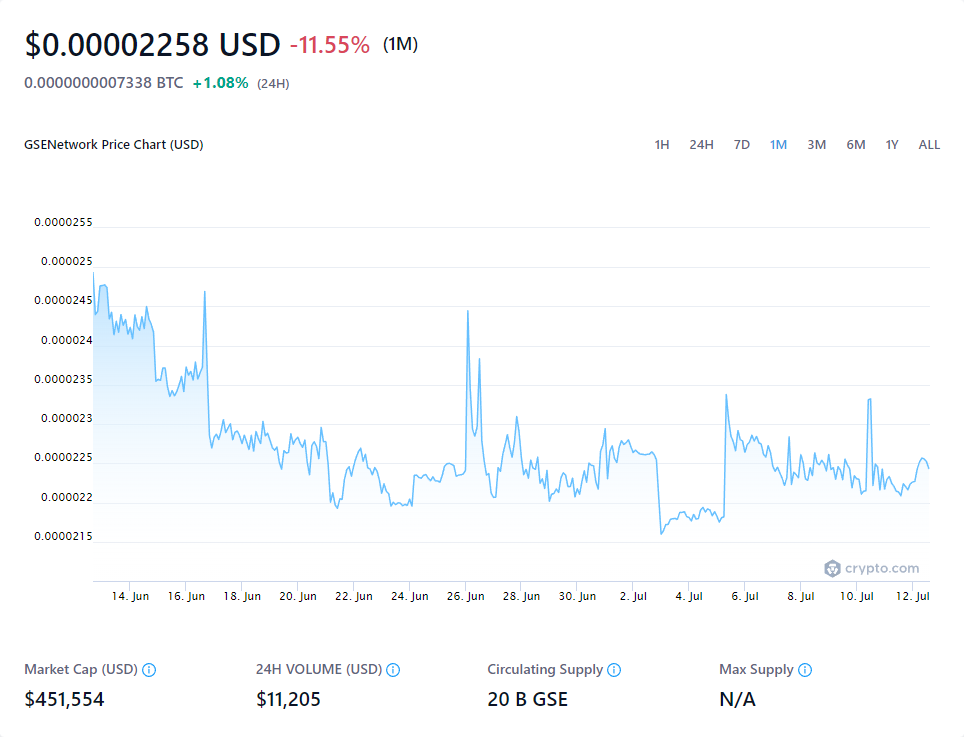 $0.00002258 USD -11.55% (1M)
0.0000000007338 BTC +1.08% (24H)
GSENetwork Price Chart (USD) 1H 24H 7D 1M 3M 6M 1Y ALL
0.0000255
0.000025
0.0000245
0.000024
0.0000235
0.000023
0.0000225
0.000022
0.0000215
crypto.com
14. Jun 16. Jun 18. Jun 20. Jun 22. Jun 24. Jun 26. Jun 28. Jun 30. Jun 2. Jul 4. Jul 6. Jul 8. Jul 10. Jul 12. Jul
Market Cap (USD) 24H VOLUME (USD) Circulating Supply Max Supply
$451,554 $11,205 20 B GSE N/A